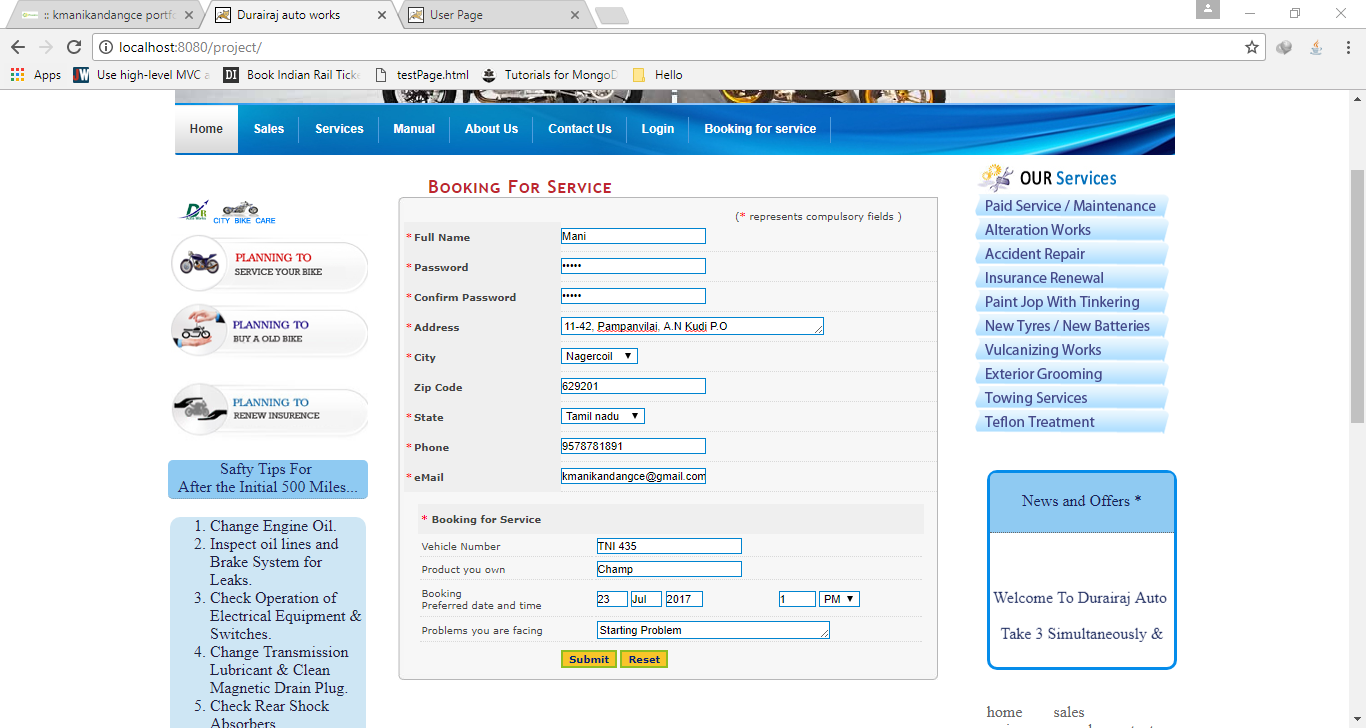 :: kmanikandangce portfo
Durairaj auto works
User Page
localhost:8080/project/
Apps
Use high-level MVC a
DI
Book Indian Rail Ticke
testPage.html
Tutorials for MongoD
Hello
Home
Sales
Services
Manual
About Us
Contact Us
Login
Booking for service
CITY BIKE CARE
PLANNING TO
SERVICE YOUR BIKE
PLANNING TO
BUY A OLD BIKE
PLANNING TO
RENEW INSURENCE
Safty Tips For
After the Initial 500 Miles...
1. Change Engine Oil.
2. Inspect oil lines and
Brake System for
Leaks.
3. Check Operation of
Electrical Equipment &
Switches.
4. Change Transmission
Lubricant & Clean
Magnetic Drain Plug.
5. Check Rear Shock
Absorbers
Booking For Service
(* represents compulsory fields )
* Full Name Mani
* Password •••••
* Confirm Password •••••
* Address 11-42, Pampanvilai, A.N Kudi P.O
* City Nagercoil
Zip Code 629201
* State Tamil nadu
* Phone 9578781891
* eMail kmanikandangce@gmail.com
* Booking for Service
Vehicle Number TNI 435
Product you own Champ
Booking
Preferred date and time 23 Jul 2017 1 PM
Problems you are facing Starting Problem
Submit Reset
OUR Services
Paid Service / Maintenance
Alteration Works
Accident Repair
Insurance Renewal
Paint Jop With Tinkering
New Tyres / New Batteries
Vulcanizing Works
Exterior Grooming
Towing Services
Teflon Treatment
News and Offers *
Welcome To Durairaj Auto
Take 3 Simultaneously &
home sales